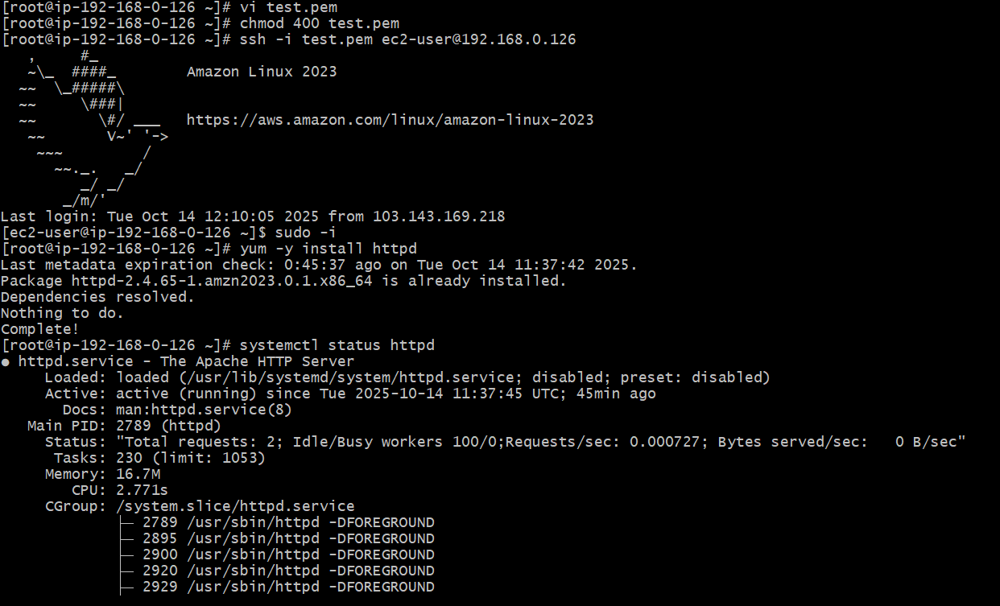 [root@ip-192-168-0-126 ~]# vi test.pem
[root@ip-192-168-0-126 ~]# chmod 400 test.pem
[root@ip-192-168-0-126 ~]# ssh -i test.pem ec2-user@192.168.0.126
   ,     #_
   ~\_  ####_        Amazon Linux 2023
  ~~  \_#####\
  ~~     \###|
  ~~       \#/ ___   https://aws.amazon.com/linux/amazon-linux-2023
   ~~       V~' '->
    ~~~         /
      ~~._.   _/
         _/ _/
       _/m/'
Last login: Tue Oct 14 12:10:05 2025 from 103.143.169.218
[ec2-user@ip-192-168-0-126 ~]$ sudo -i
[root@ip-192-168-0-126 ~]# yum -y install httpd
Last metadata expiration check: 0:45:37 ago on Tue Oct 14 11:37:42 2025.
Package httpd-2.4.65-1.amzn2023.0.1.x86_64 is already installed.
Dependencies resolved.
Nothing to do.
Complete!
[root@ip-192-168-0-126 ~]# systemctl status httpd
● httpd.service - The Apache HTTP Server
     Loaded: loaded (/usr/lib/systemd/system/httpd.service; disabled; preset: disabled)
     Active: active (running) since Tue 2025-10-14 11:37:45 UTC; 45min ago
       Docs: man:httpd.service(8)
   Main PID: 2789 (httpd)
     Status: "Total requests: 2; Idle/Busy workers 100/0;Requests/sec: 0.000727; Bytes served/sec:   0 B/sec"
      Tasks: 230 (limit: 1053)
     Memory: 16.7M
        CPU: 2.771s
     CGroup: /system.slice/httpd.service
             ├─ 2789 /usr/sbin/httpd -DFOREGROUND
             ├─ 2895 /usr/sbin/httpd -DFOREGROUND
             ├─ 2900 /usr/sbin/httpd -DFOREGROUND
             ├─ 2920 /usr/sbin/httpd -DFOREGROUND
             ├─ 2929 /usr/sbin/httpd -DFOREGROUND